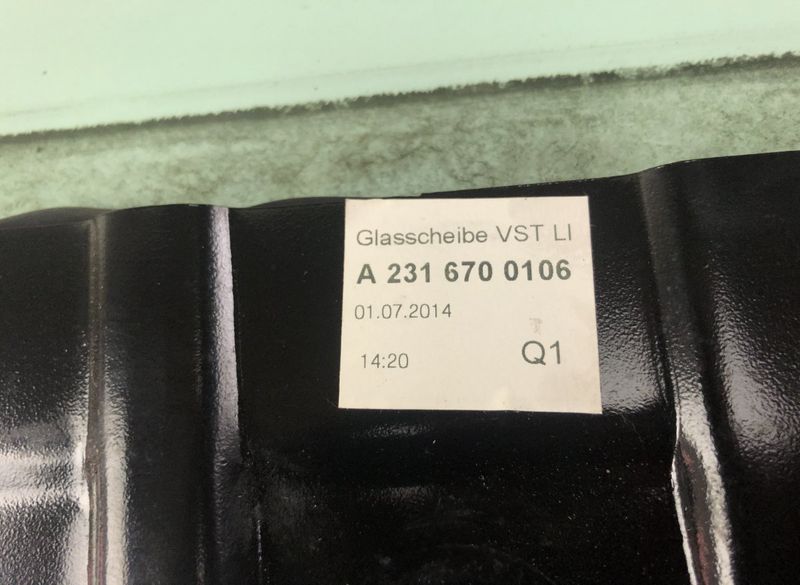 Glasscheibe VST LI
A 231 670 0106
01.07.2014
14:20 Q1